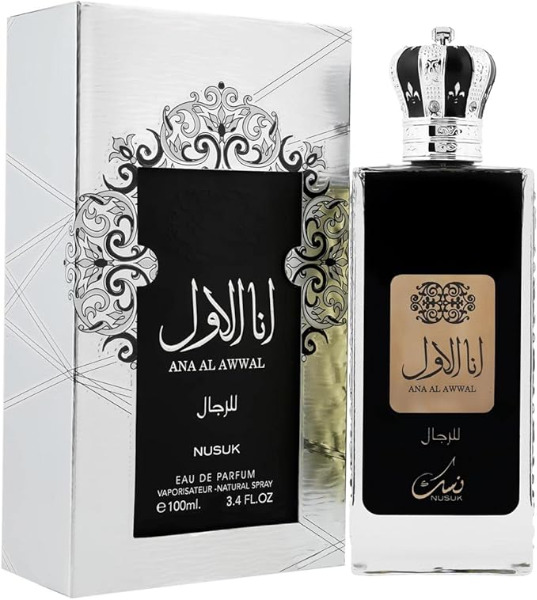 انا الاول
ANA AL AWWAL
للرجال
NUSUK
EAU DE PARFUM
VAPORISATEUR-NATURAL SPRAY
e100ml. 3.4 FL.OZ
انا الاول
ANA AL AWWAL
للرجال
نسك
NUSUK